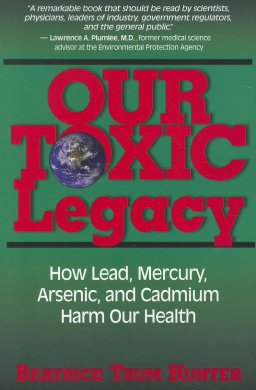 "A remarkable book that should be read by scientists,
physicians, leaders of industry, government regulators,
and the general public."
— Lawrence A. Plumlee, M.D., former medical science
advisor at the Environmental Protection Agency
OUR
TOXIC
Legacy
How Lead, Mercury,
Arsenic, and Cadmium
Harm Our Health
Beatrice Trum Hunter